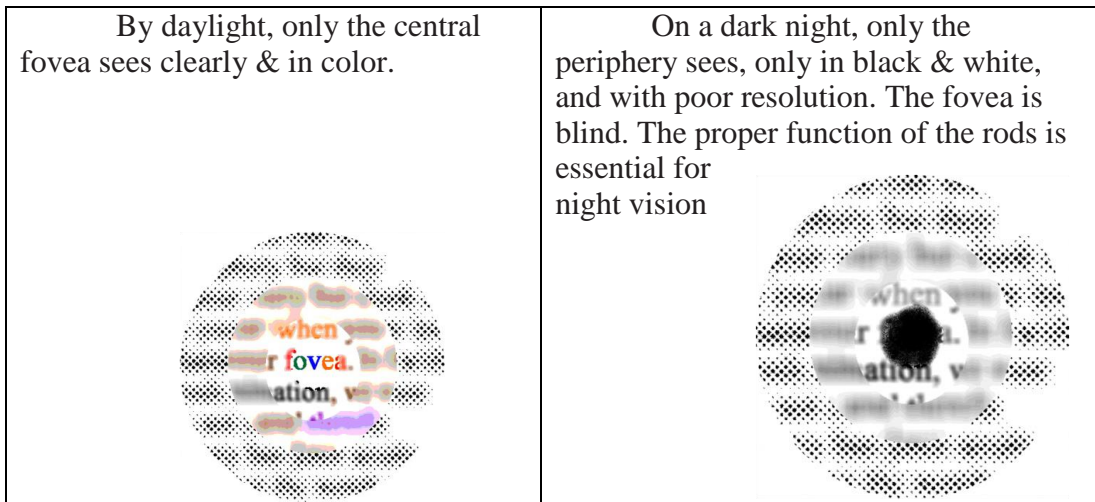 By daylight, only the central
fovea sees clearly & in color.
when
r fovea.
ation, w
On a dark night, only the
periphery sees, only in black & white,
and with poor resolution. The fovea is
blind. The proper function of the rods is
essential for
night vision
when y
r f a.
ation, w